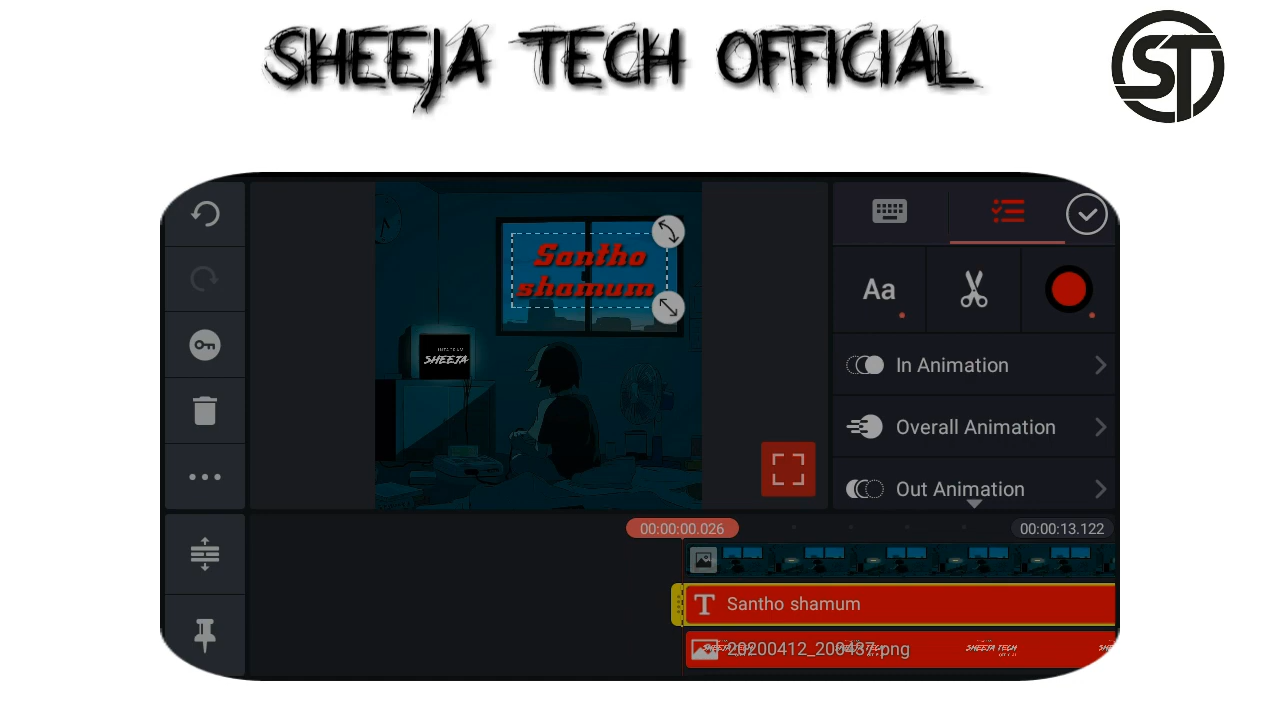 SHEEJA TECH OFFICIAL
ST
Santho
shamum
SHEEJA
Aa
In Animation
Overall Animation
Out Animation
00:00:00.026
00:00:13.122
T Santho shamum
20200412_200437.png
SHEEJA TECH